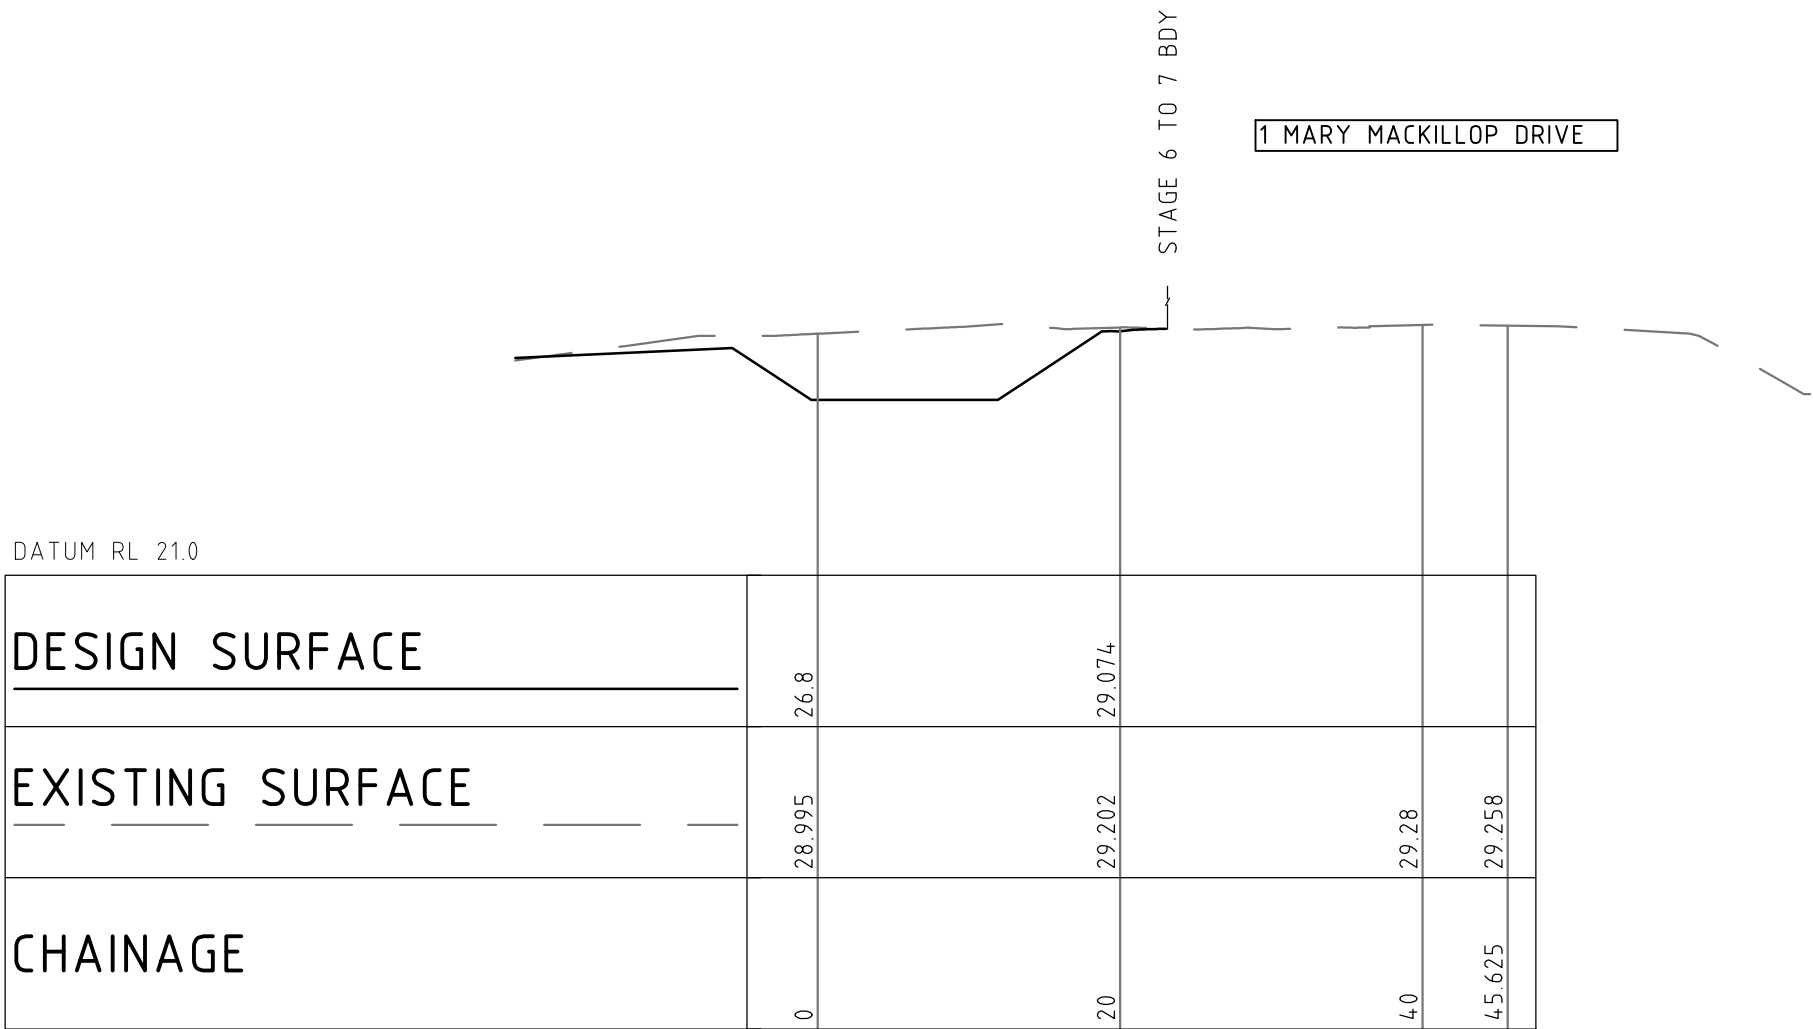 STAGE 6 TO 7 BDY
1 MARY MACKILLOP DRIVE
DATUM RL 21.0
DESIGN SURFACE
26.8
29.074
EXISTING SURFACE
28.995
29.202
29.28
29.258
CHAINAGE
0
20
40
45.625